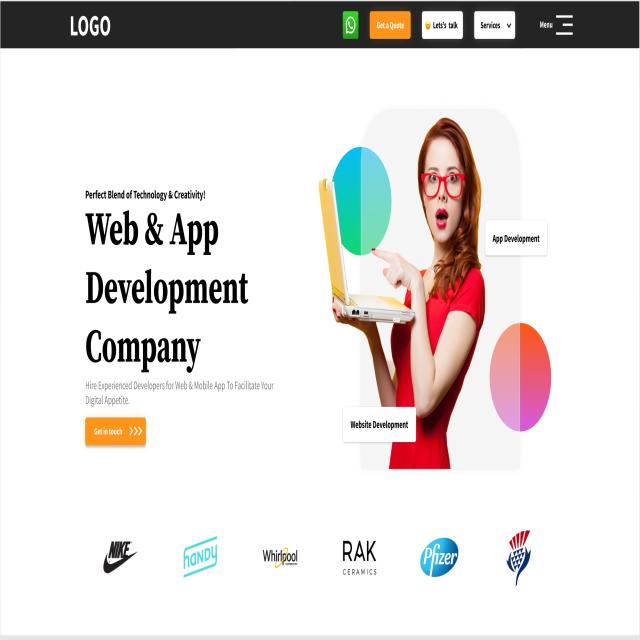 LOGO
Get a Quote
Lets's talk
Services
Menu
Perfect Blend of Technology & Creativity!
Web & App
Development
Company
Hire Experienced Developers for Web & Mobile App To Facilitate Your
Digital Appetite.
Get in touch
App Development
Website Development
NIKE
handy
Whirlpool
RAK
CERAMICS
Pfizer